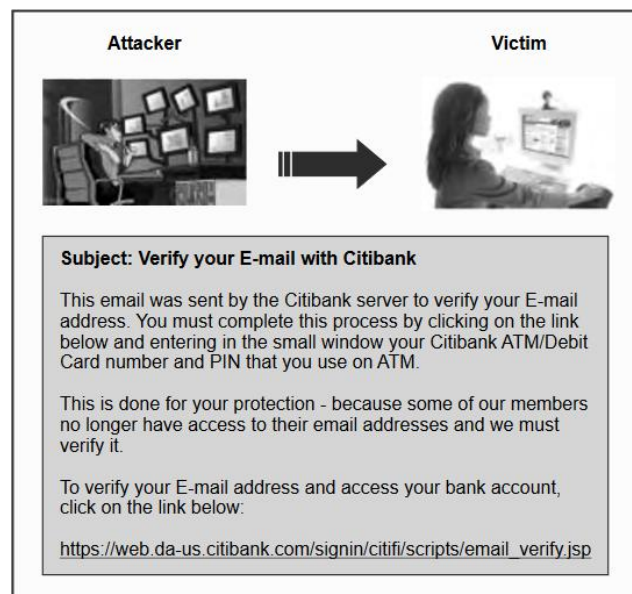 Attacker
Victim
Subject: Verify your E-mail with Citibank
This email was sent by the Citibank server to verify your E-mail
address. You must complete this process by clicking on the link
below and entering in the small window your Citibank ATM/Debit
Card number and PIN that you use on ATM.
This is done for your protection - because some of our members
no longer have access to their email addresses and we must
verify it.
To verify your E-mail address and access your bank account,
click on the link below:
https://web.da-us.citibank.com/signin/citifi/scripts/email_verify.jsp